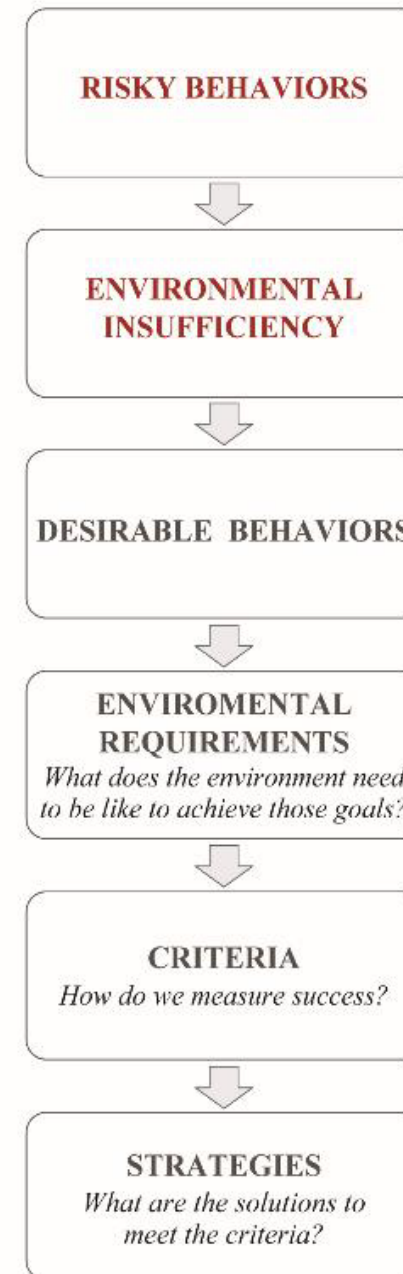 RISKY BEHAVIORS
ENVIRONMENTAL
INSUFFICIENCY
DESIRABLE BEHAVIORS
ENVIROMENTAL
REQUIREMENTS
What does the environment need
to be like to achieve those goals?
CRITERIA
How do we measure success?
STRATEGIES
What are the solutions to
meet the criteria?